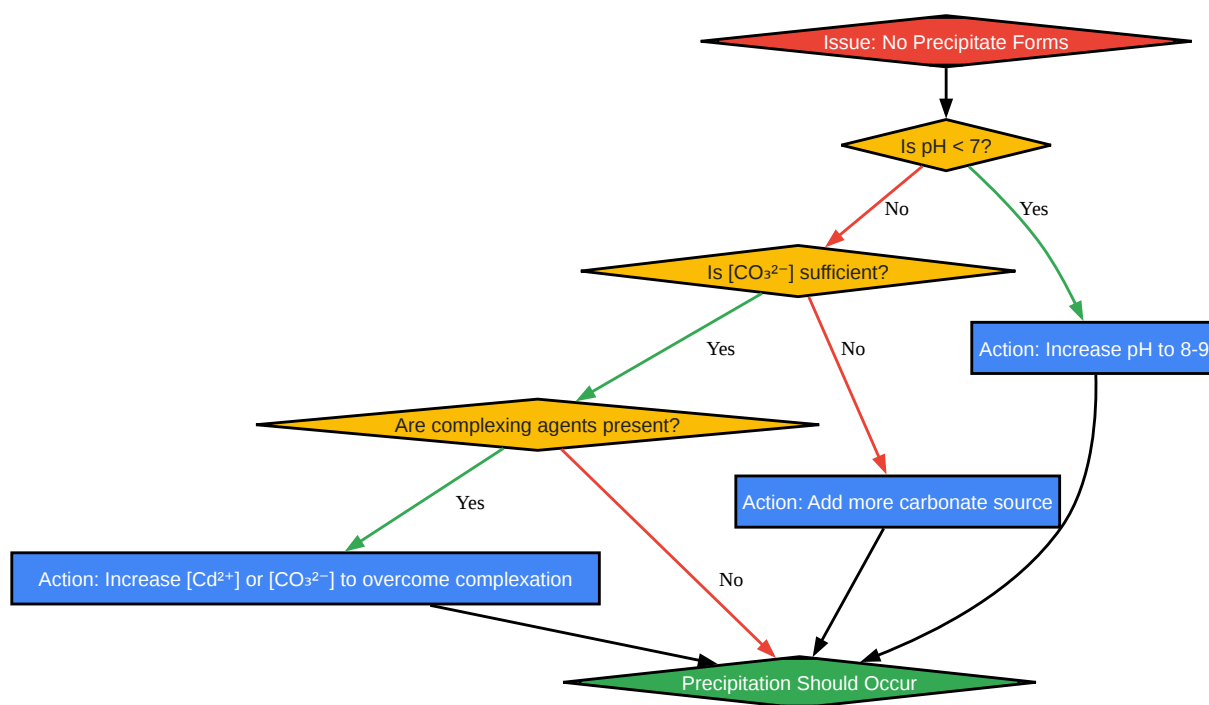 Issue: No Precipitate Forms
Is pH < 7?
No
Yes
Is [CO₃²⁻] sufficient?
Yes
No
Action: Increase pH to 8-9
Are complexing agents present?
Yes
Action: Add more carbonate source
No
Action: Increase [Cd²⁺] or [CO₃²⁻] to overcome complexation
Precipitation Should Occur